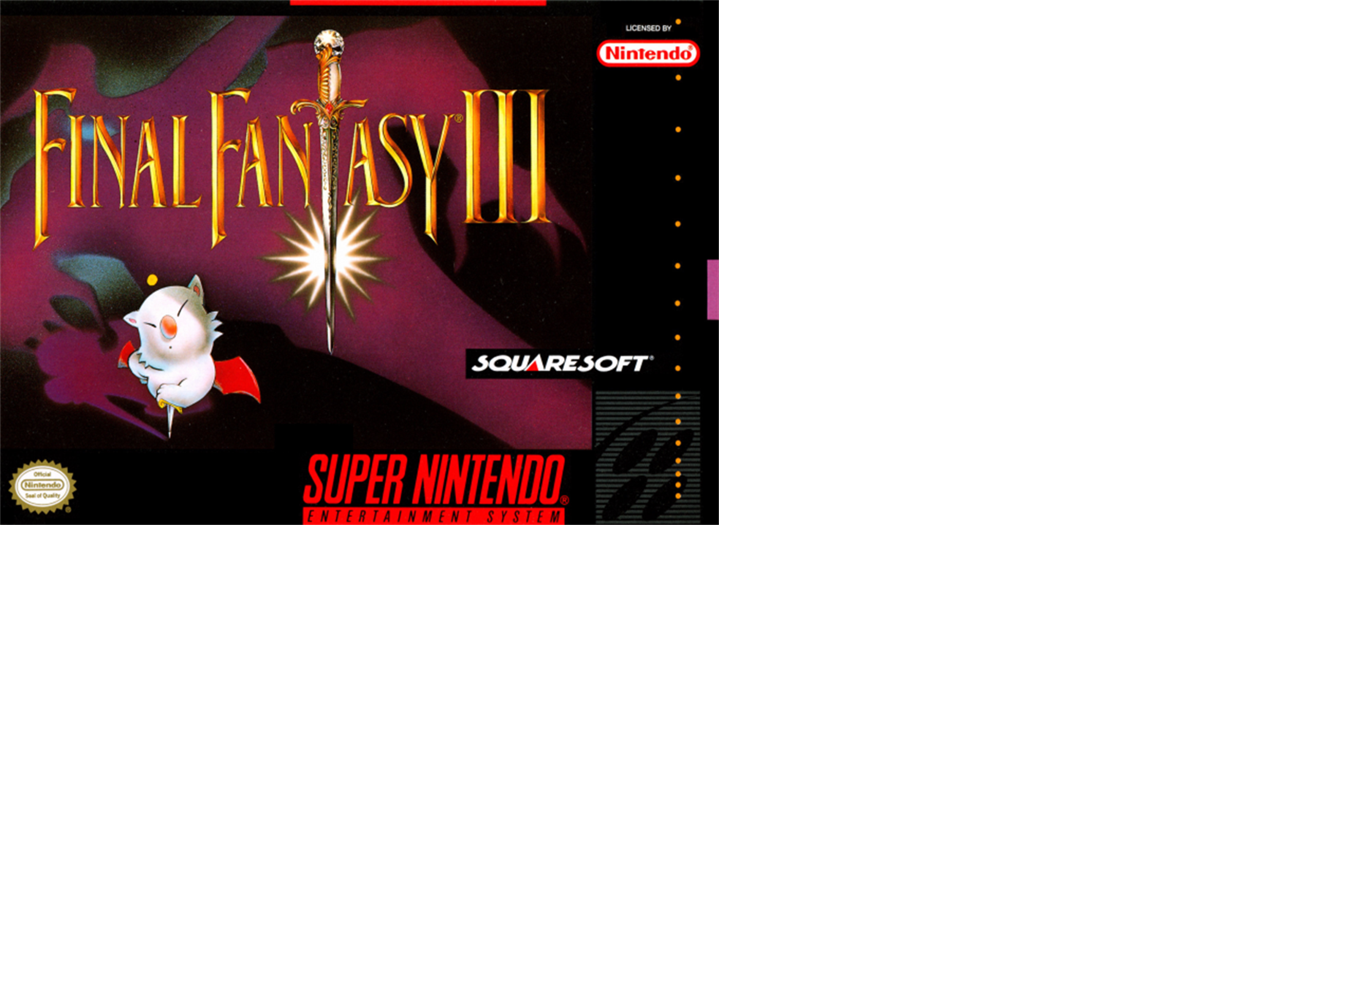 LICENSED BY
Nintendo®
FINAL FANTASY® III
SQUARESOFT®
Official
Nintendo
Seal of Quality
®
SUPER NINTENDO®
ENTERTAINMENT SYSTEM